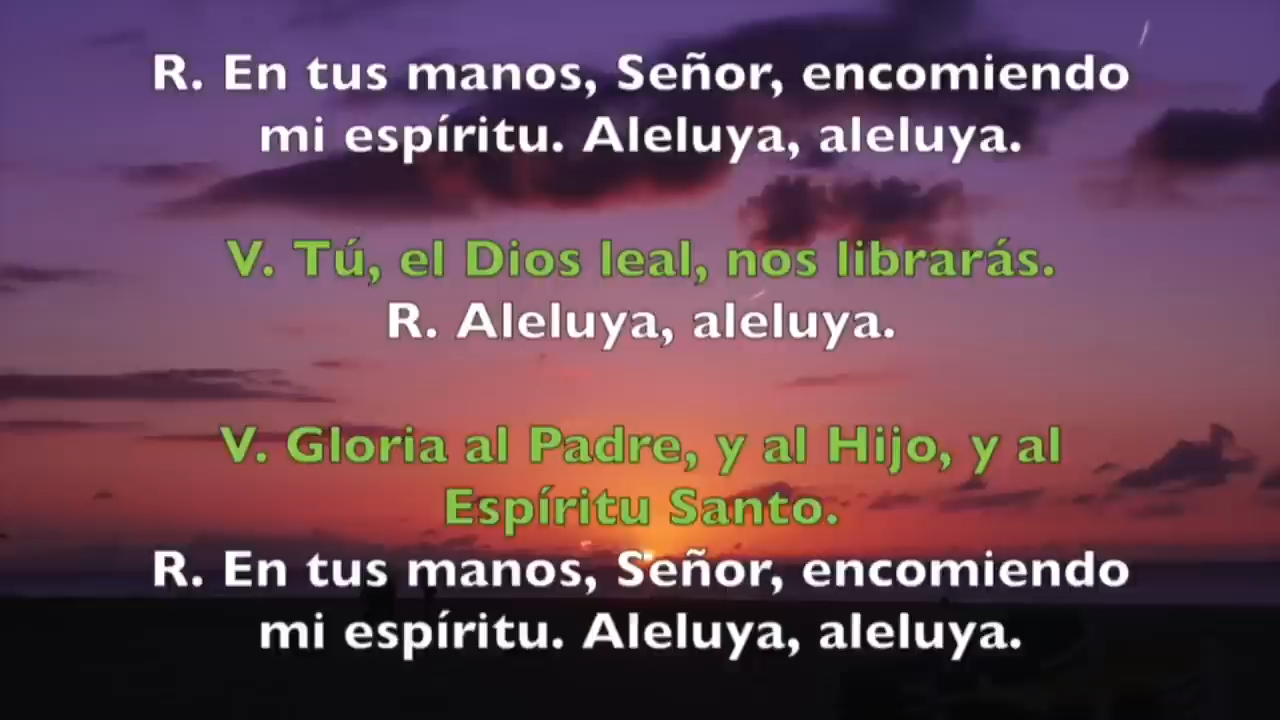 R. En tus manos, Señor, encomiendo
mi espíritu. Aleluya, aleluya.
V. Tú, el Dios leal, nos librarás.
R. Aleluya, aleluya.
V. Gloria al Padre, y al Hijo, y al
Espíritu Santo.
R. En tus manos, Señor, encomiendo
mi espíritu. Aleluya, aleluya.